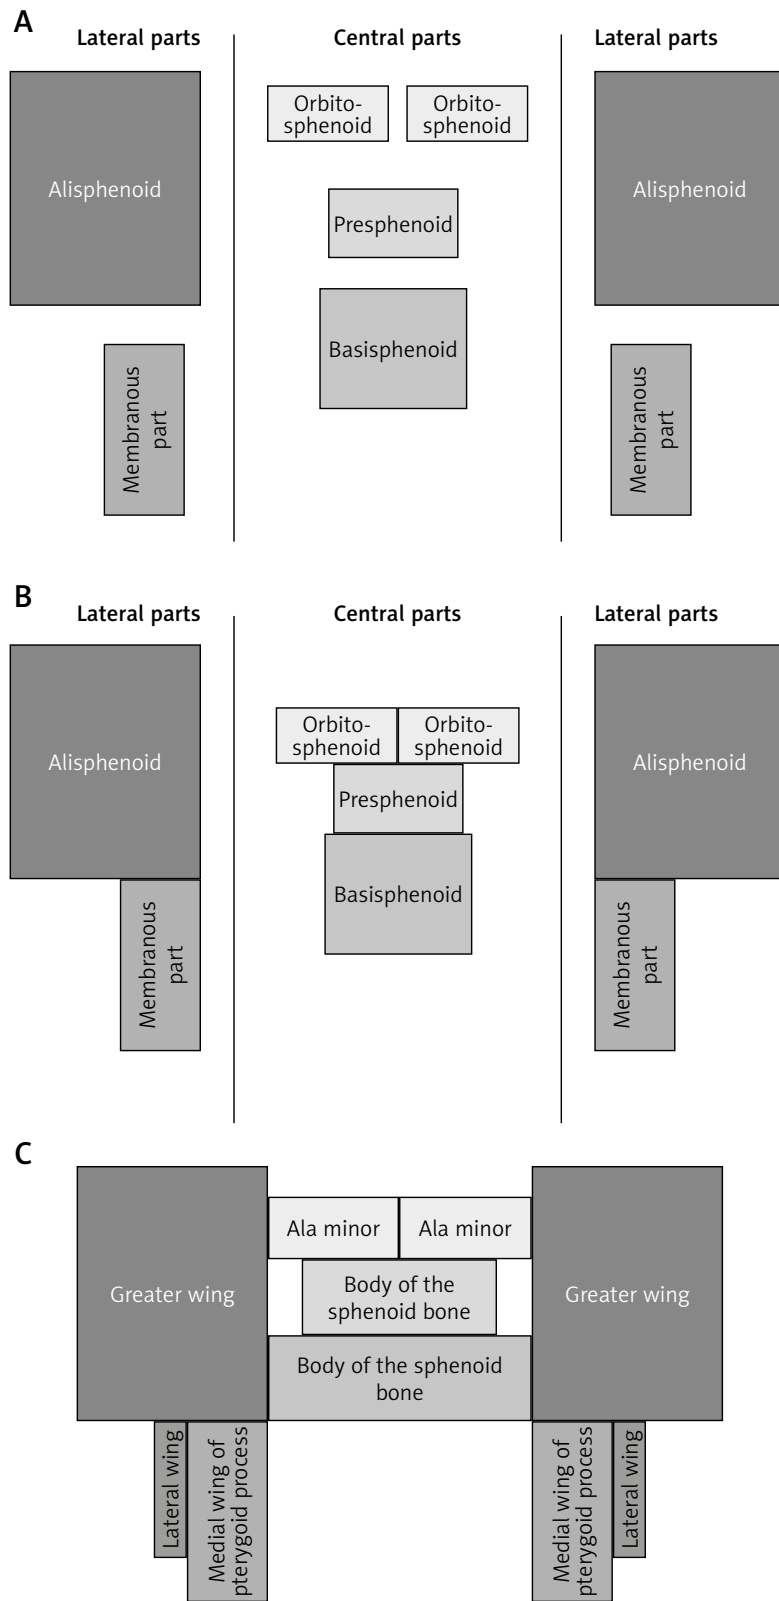 A
Lateral parts
Central parts
Lateral parts
Orbito-
sphenoid
Orbito-
sphenoid
Alisphenoid
Presphenoid
Alisphenoid
Basisphenoid
Membranous
part
Membranous
part
B
Lateral parts
Central parts
Lateral parts
Orbito-
sphenoid
Orbito-
sphenoid
Alisphenoid
Presphenoid
Alisphenoid
Basisphenoid
Membranous
part
Membranous
part
C
Ala minor
Ala minor
Greater wing
Body of the
sphenoid bone
Greater wing
Body of the sphenoid
bone
Lateral wing
Medial wing of
pterygoid process
Medial wing of
pterygoid process
Lateral wing